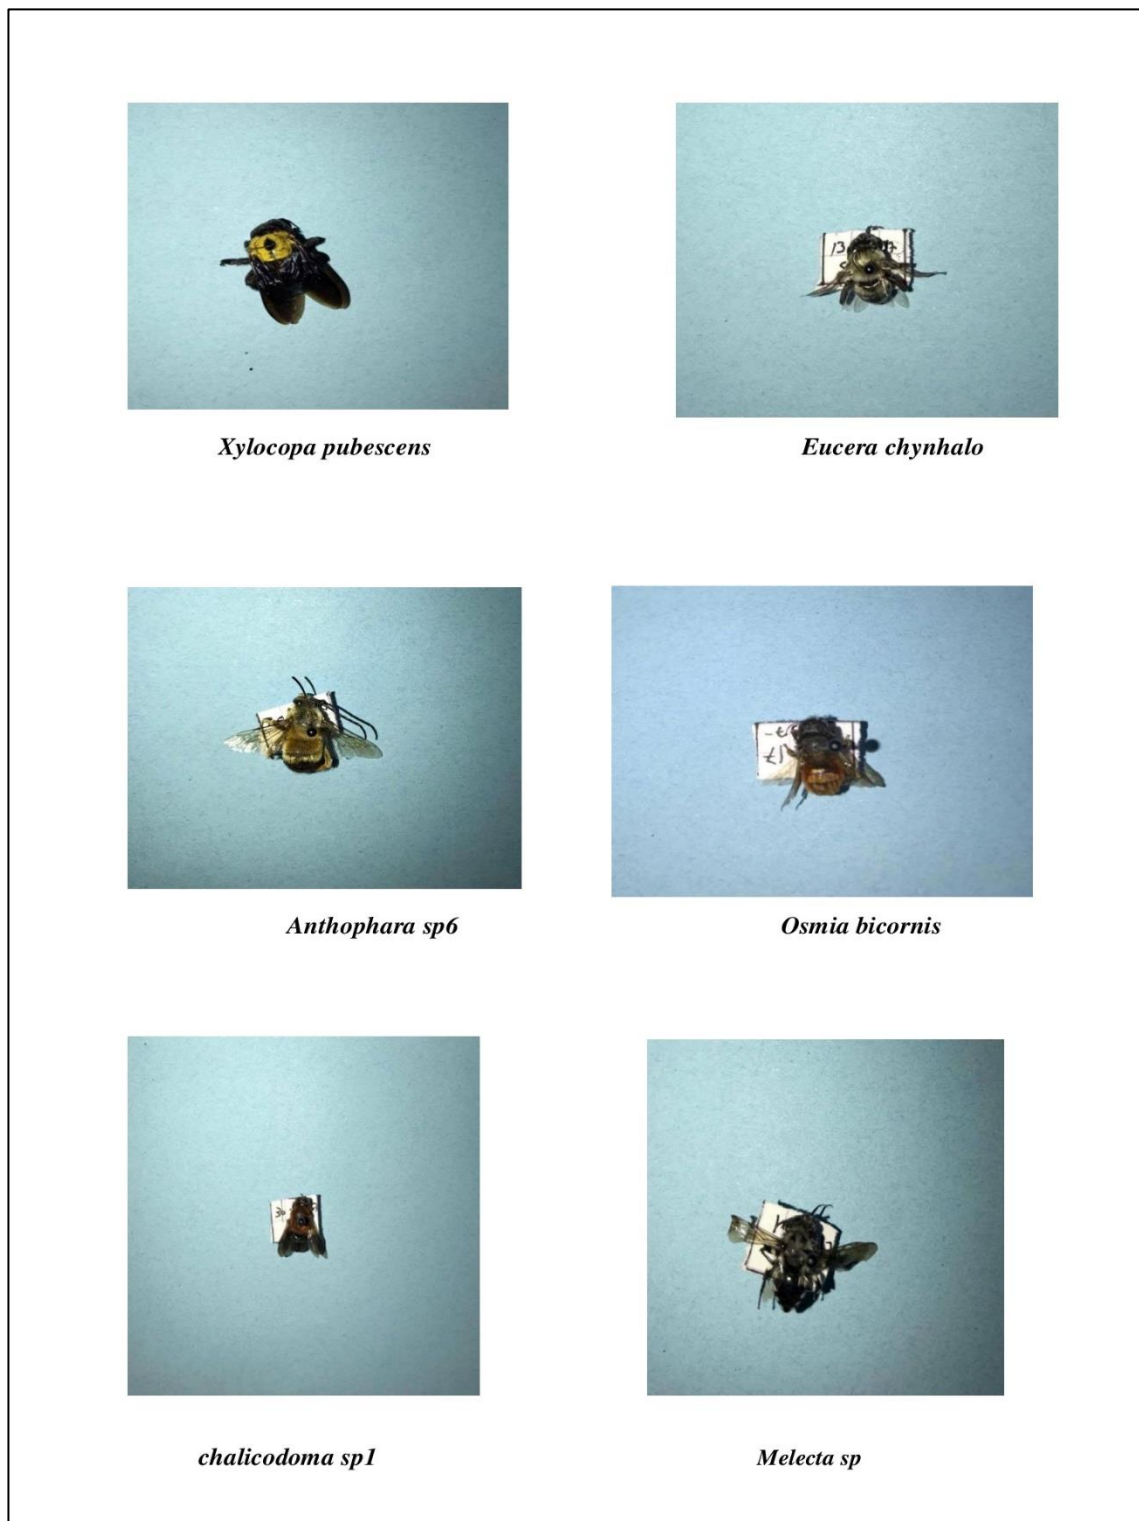 Xylocopa pubescens
Eucera chynhalo
Anthophara sp6
Osmia bicornis
chalicodoma sp1
Melecta sp